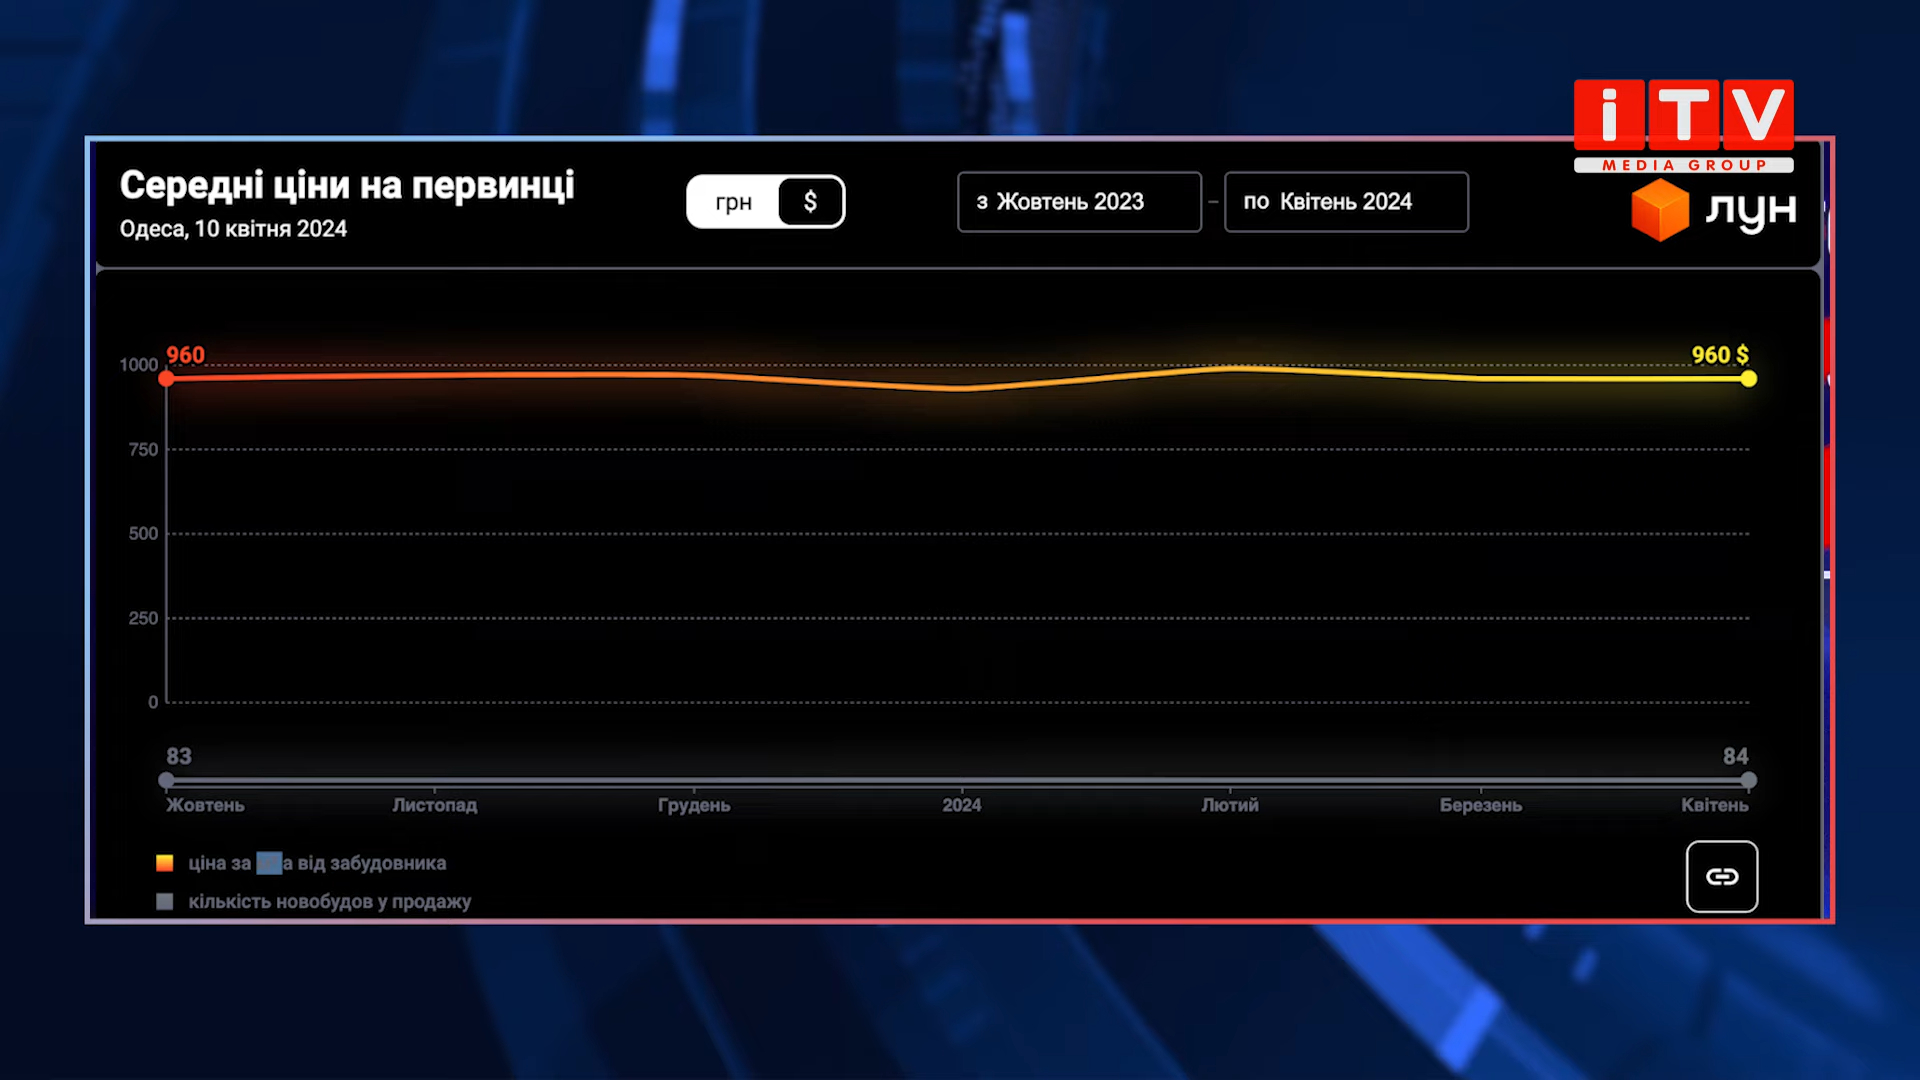 iTV
MEDIA GROUP
Середні ціни на первинці
Одеса, 10 квітня 2024
грн $
з Жовтень 2023 – по Квітень 2024
лун
960
960 $
1000
750
500
250
0
83
84
Жовтень Листопад Грудень 2024 Лютий Березень Квітень
ціна за від забудовника
кількість новобудов у продажу